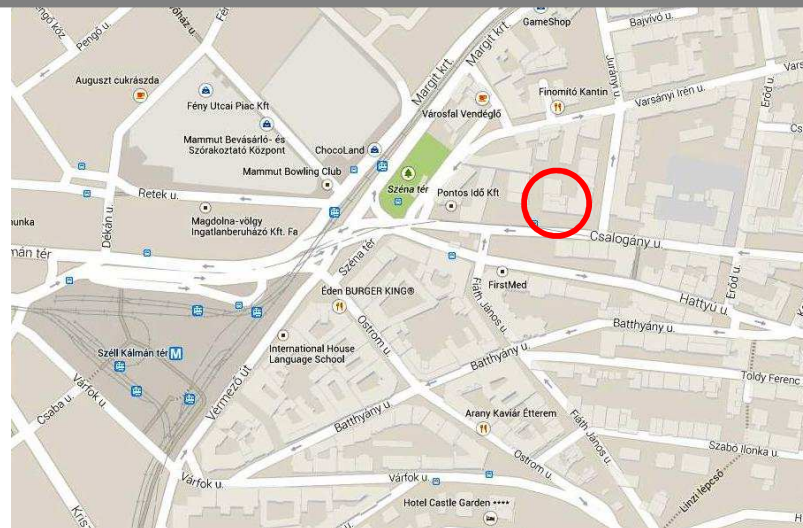 Pengő köz
Pengő u.
GameShop
Bajvívó u.
Margit krt.
Margit krt.
Jurányi u.
Auguszt cukrászda
Fény Utcai Piac Kft
Városfal Vendéglő
Finomító Kantin
Varsányi Irén u.
Erőd u.
Mammut Bevásárló- és
Szórakoztató Központ
ChocoLand
Mammut Bowling Club
Széna tér
Pontos Idő Kft
Retek u.
Dékán u.
Magdolna-völgy
Ingatlanberuházó Kft. Fa
Csalogány u.
Széna tér
FirstMed
Hattyú u.
Erőd u.
Éden BURGER KING®
Fiáth János u.
Batthyány u.
Ostrom u.
International House
Language School
Széll Kálmán tér
M
Batthyány u.
Toldy Ferenc
Vérmező út
Várfok u.
Csaba u.
Batthyány u.
Arany Kaviár Étterem
Fiáth János u.
Szabó Ilonka u.
Ostrom u.
Várfok u.
Várfok u.
Linzi lépcső
Hotel Castle Garden ****